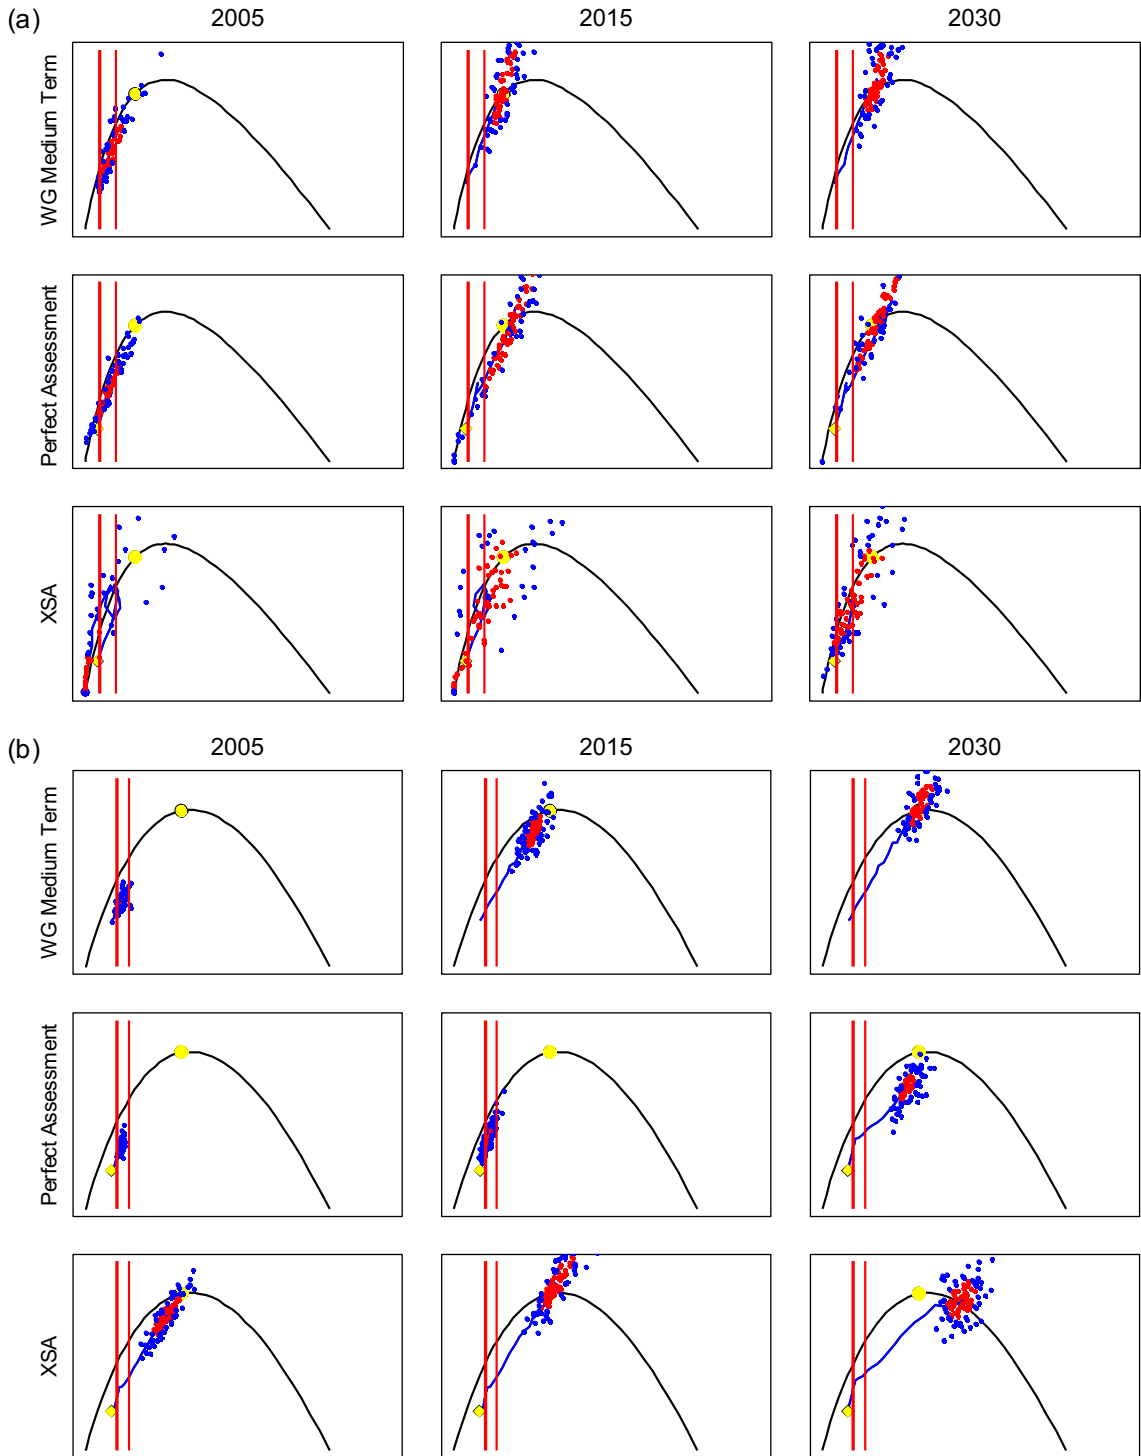 (a)
2005 2015 2030
WG Medium Term
Perfect Assessment
XSA
(b)
2005 2015 2030
WG Medium Term
Perfect Assessment
XSA